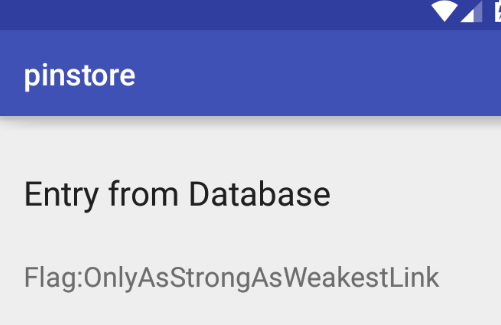 pinstore
Entry from Database
Flag:OnlyAsStrongAsWeakestLink